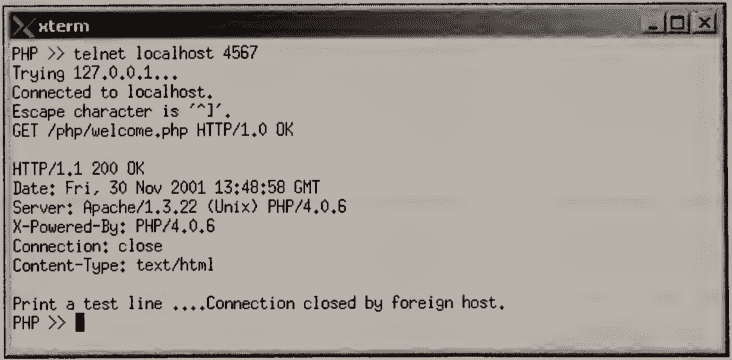 xterm
PHP >> telnet localhost 4567
Trying 127.0.0.1...
Connected to localhost.
Escape character is '^]'.
GET /php/welcome.php HTTP/1.0 OK
HTTP/1.1 200 OK
Date: Fri, 30 Nov 2001 13:48:58 GMT
Server: Apache/1.3.22 (Unix) PHP/4.0.6
X-Powered-By: PHP/4.0.6
Connection: close
Content-Type: text/html
Print a test line ....Connection closed by foreign host.
PHP >>